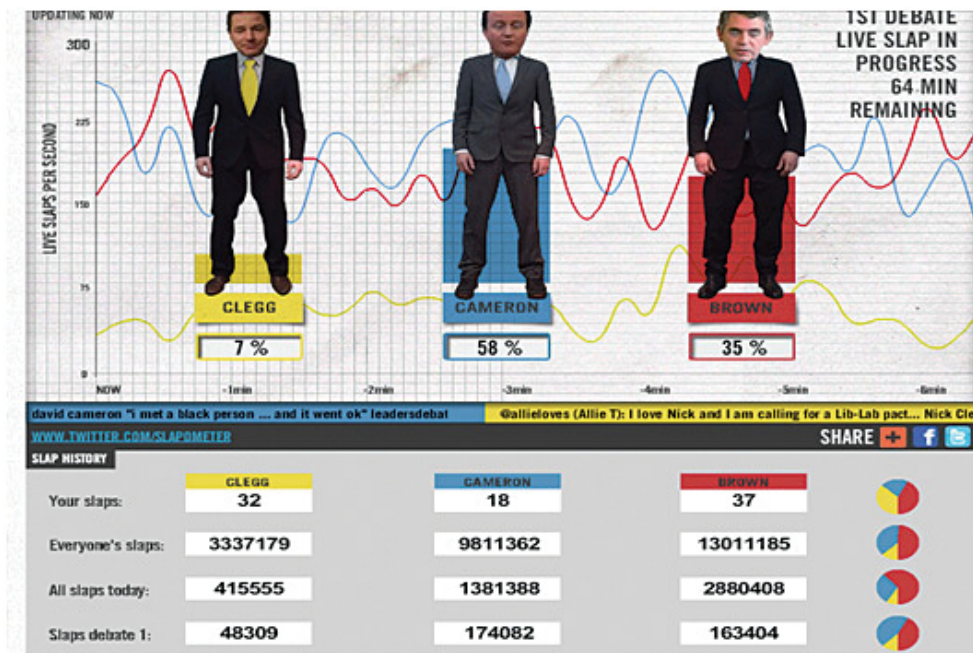 UPDATING NOW
1ST DEBATE
LIVE SLAP IN
PROGRESS
64 MIN
REMAINING
300
225
150
75
0
LIVE SLAPS PER SECOND
CLEGG
CAMERON
BROWN
7 %
58 %
35 %
NOW
-1min
-2min
-3min
-4min
-5min
-6min
david cameron "i met a black person ... and it went ok" leadersdebat
@allieloves (Allie T): I love Nick and I am calling for a Lib-Lab pact... Nick Cle
WWW.TWITTER.COM/SLAPOMETER
SHARE + f t
SLAP HISTORY
CLEGG CAMERON BROWN
Your slaps: 32 18 37
Everyone's slaps: 3337179 9811362 13011185
All slaps today: 415555 1381388 2880408
Slaps debate 1: 48309 174082 163404